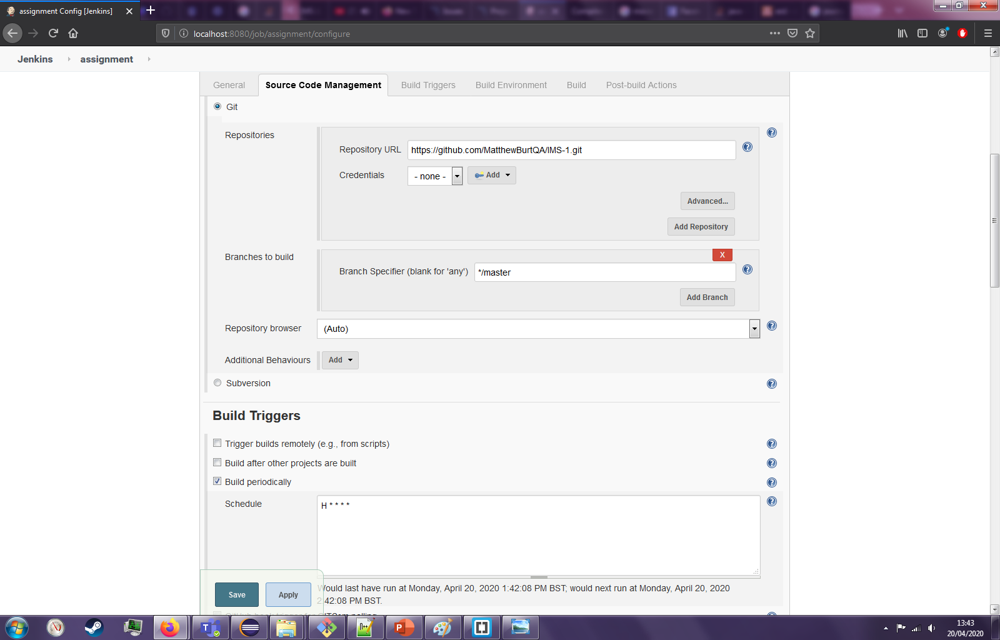 assignment Config [Jenkins]
localhost:8080/job/assignment/configure
Jenkins
assignment
General
Source Code Management
Build Triggers
Build Environment
Build
Post-build Actions
Git
Repositories
Repository URL
https://github.com/MatthewBurtQA/IMS-1.git
Credentials
- none -
Add
Advanced...
Add Repository
Branches to build
X
Branch Specifier (blank for 'any')
*/master
Add Branch
Repository browser
(Auto)
Additional Behaviours
Add
Subversion
Build Triggers
Trigger builds remotely (e.g., from scripts)
Build after other projects are built
Build periodically
Schedule
H * * * *
Would last have run at Monday, April 20, 2020 1:42:08 PM BST; would next run at Monday, April 20, 2020
2:42:08 PM BST.
Save
Apply
13:43
20/04/2020